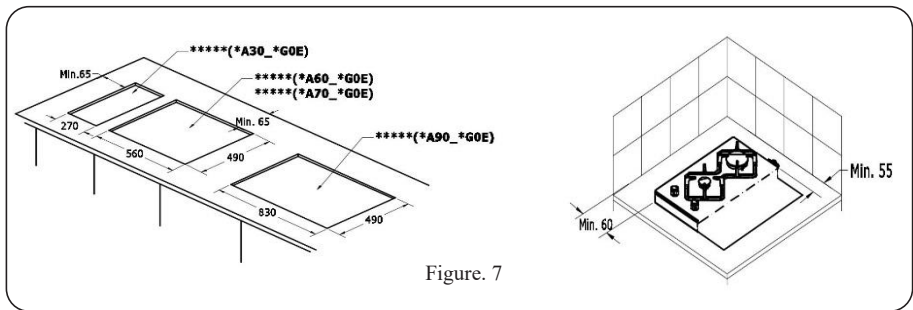 *****(*A30_*G0E)
Min.65
*****(*A60_*G0E)
*****(*A70_*G0E)
Min. 65
270
560
490
*****(*A90_*G0E)
830
490
Min. 55
Min. 60
Figure. 7